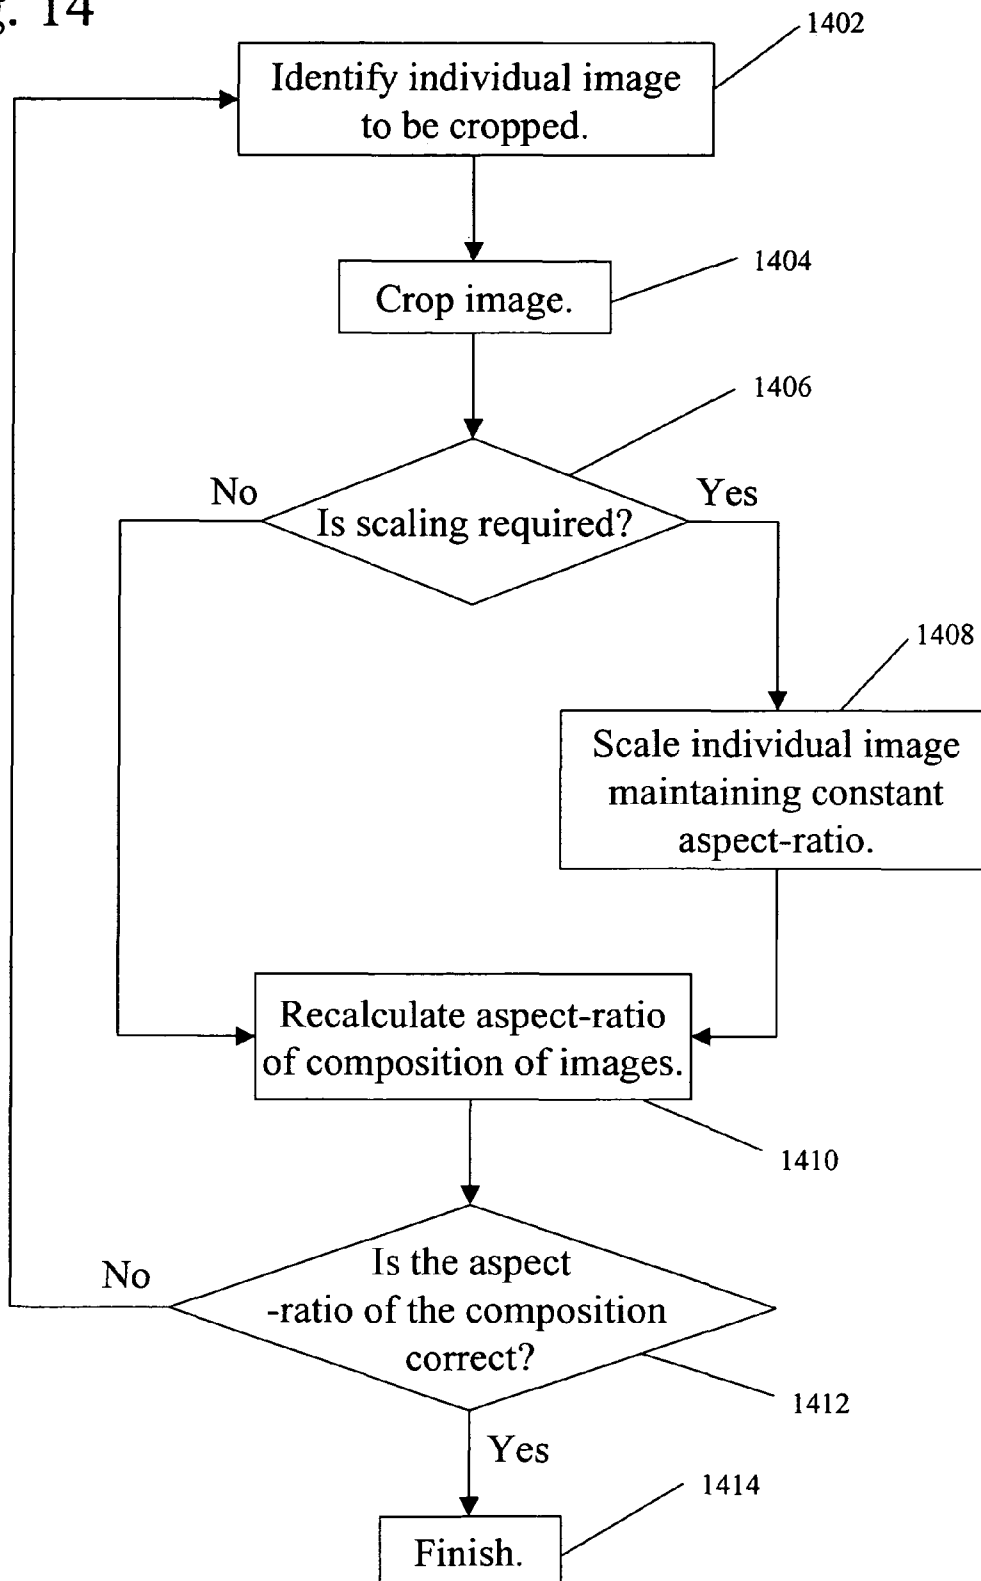 g. 14
1402
Identify individual image
to be cropped.
1404
Crop image.
1406
No
Yes
Is scaling required?
1408
Scale individual image
maintaining constant
aspect-ratio.
Recalculate aspect-ratio
of composition of images.
1410
Is the aspect
-ratio of the composition
correct?
No
1412
Yes
1414
Finish.